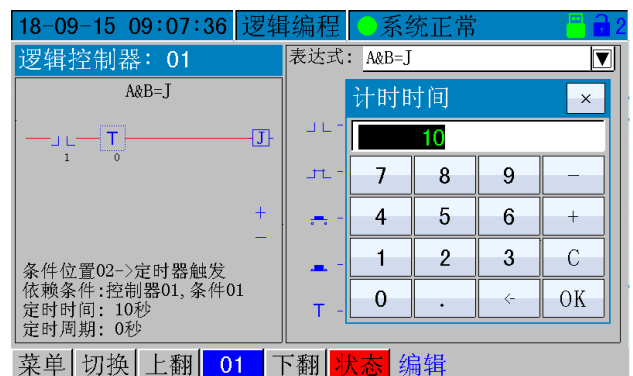 18-09-15 09:07:36 逻辑编程 系统正常 2
逻辑控制器: 01
表达式: A&B=J
A&B=J
T J
1 0
+
-
条件位置02->定时器触发
依赖条件:控制器01,条件01
定时时间: 10秒
定时周期: 0秒
T
计时时间 ×
10
7 8 9 -
4 5 6 +
1 2 3 C
0 . <- OK
菜单 切换 上翻 01 下翻 状态 编辑